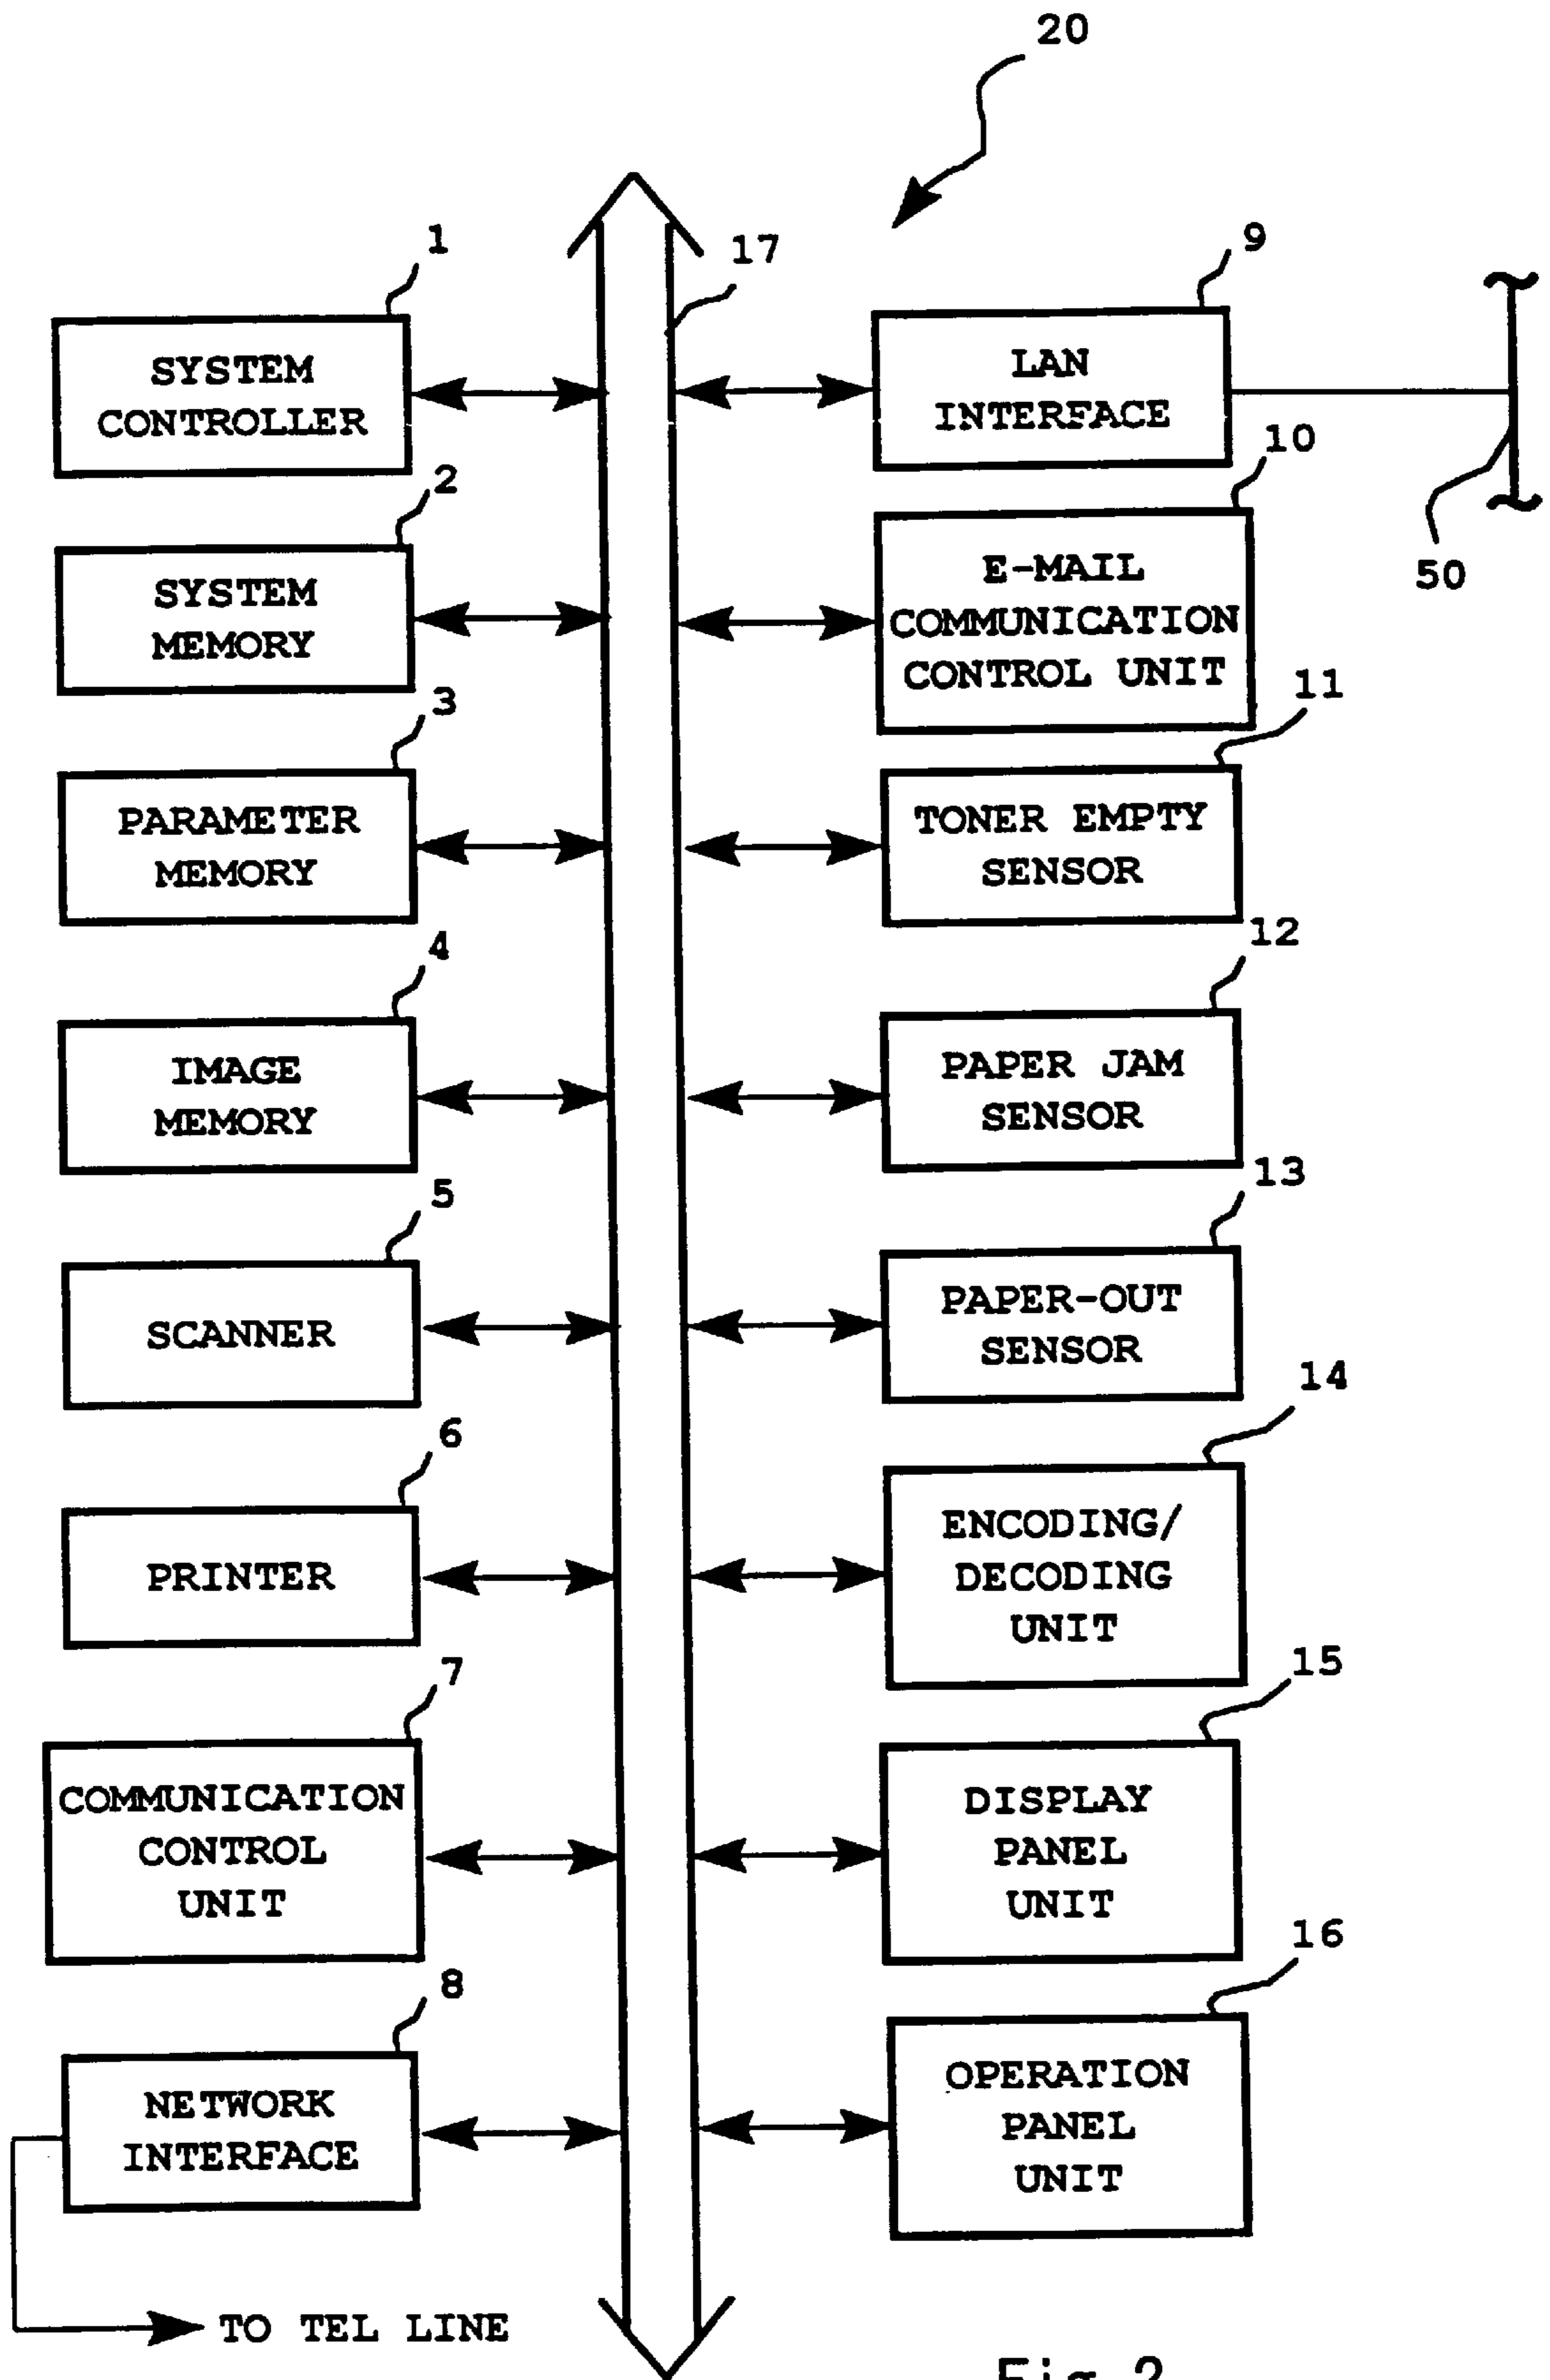 20
17
1
SYSTEM
CONTROLLER
2
SYSTEM
MEMORY
3
PARAMETER
MEMORY
4
IMAGE
MEMORY
5
SCANNER
6
PRINTER
7
COMMUNICATION
CONTROL
UNIT
8
NETWORK
INTERFACE
TO TEL LINE
9
LAN
INTERFACE
50
10
E-MAIL
COMMUNICATION
CONTROL UNIT
11
TONER EMPTY
SENSOR
12
PAPER JAM
SENSOR
13
PAPER-OUT
SENSOR
14
ENCODING/
DECODING
UNIT
15
DISPLAY
PANEL
UNIT
16
OPERATION
PANEL
UNIT
Fig. 2